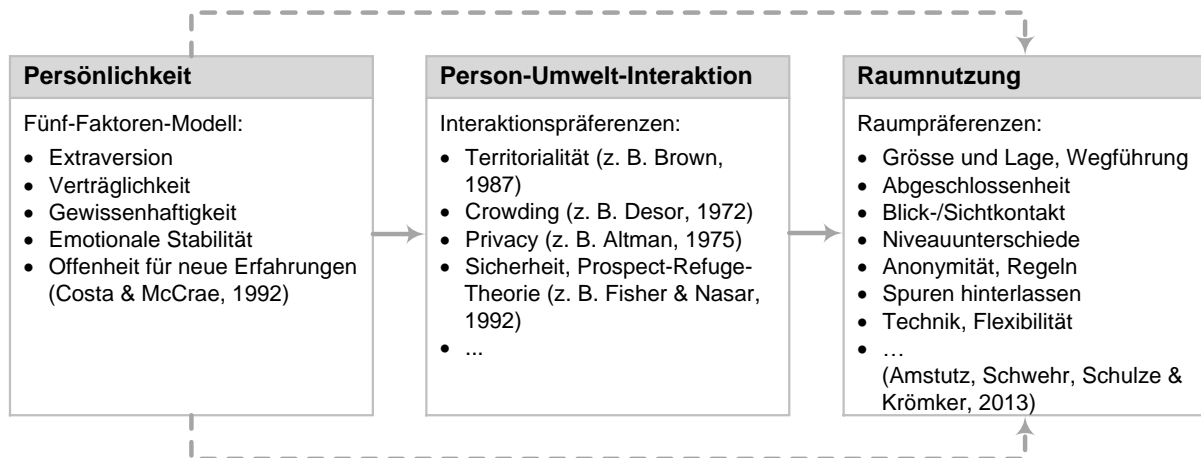 Persönlichkeit
Fünf-Faktoren-Modell:
• Extraversion
• Verträglichkeit
• Gewissenhaftigkeit
• Emotionale Stabilität
• Offenheit für neue Erfahrungen
(Costa & McCrae, 1992)
Person-Umwelt-Interaktion
Interaktionspräferenzen:
• Territorialität (z. B. Brown,
1987)
• Crowding (z. B. Desor, 1972)
• Privacy (z. B. Altman, 1975)
• Sicherheit, Prospect-Refuge-
Theorie (z. B. Fisher & Nasar,
1992)
• ...
Raumnutzung
Raumpräferenzen:
• Grösse und Lage, Wegführung
• Abgeschlossenheit
• Blick-/Sichtkontakt
• Niveauunterschiede
• Anonymität, Regeln
• Spuren hinterlassen
• Technik, Flexibilität
• …
(Amstutz, Schwehr, Schulze &
Krömker, 2013)